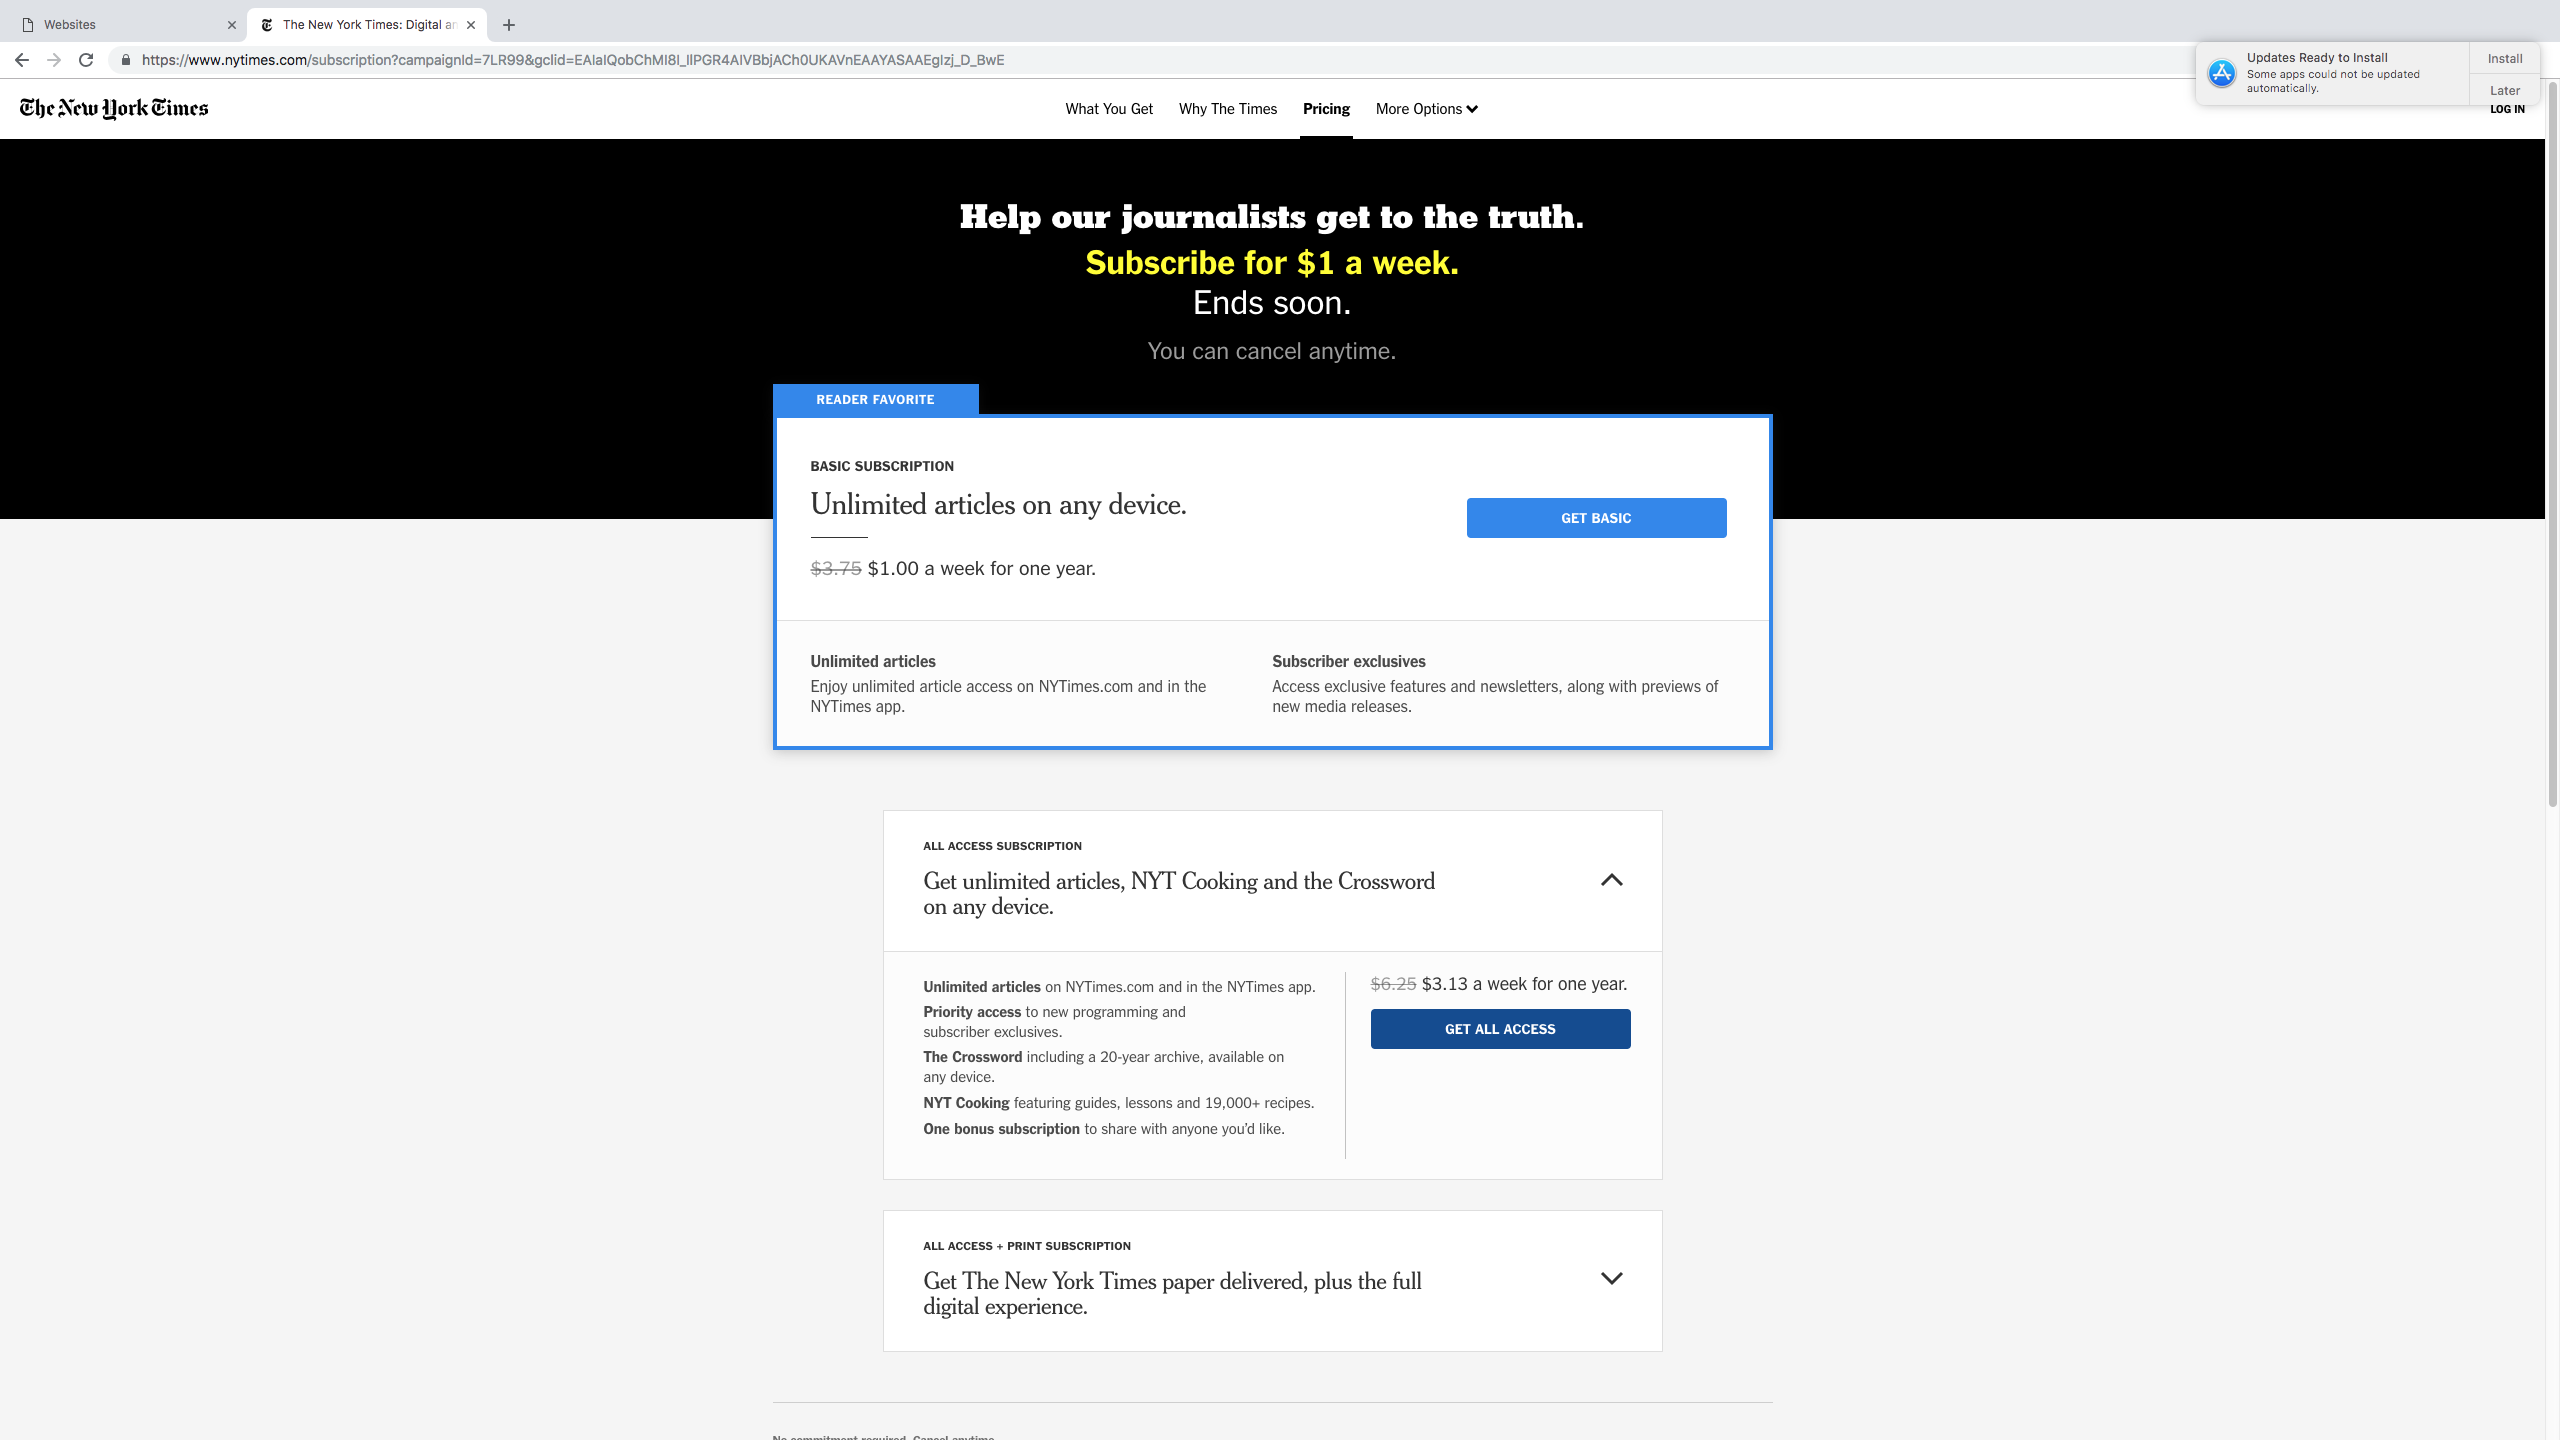 Websites
The New York Times: Digital an
https://www.nytimes.com/subscription?campaignId=7LR99&gclid=EAIaIQobChMI8I_IlPGR4AIVBbjACh0UKAVnEAAYASAAEgIzj_D_BwE
Updates Ready to Install
Some apps could not be updated
automatically.
Install
Later
The New York Times
What You Get
Why The Times
Pricing
More Options
LOG IN
Help our journalists get to the truth.
Subscribe for $1 a week.
Ends soon.
You can cancel anytime.
READER FAVORITE
BASIC SUBSCRIPTION
Unlimited articles on any device.
GET BASIC
$3.75 $1.00 a week for one year.
Unlimited articles
Enjoy unlimited article access on NYTimes.com and in the
NYTimes app.
Subscriber exclusives
Access exclusive features and newsletters, along with previews of
new media releases.
ALL ACCESS SUBSCRIPTION
Get unlimited articles, NYT Cooking and the Crossword
on any device.
Unlimited articles on NYTimes.com and in the NYTimes app.
Priority access to new programming and
subscriber exclusives.
The Crossword including a 20-year archive, available on
any device.
NYT Cooking featuring guides, lessons and 19,000+ recipes.
One bonus subscription to share with anyone you'd like.
$6.25 $3.13 a week for one year.
GET ALL ACCESS
ALL ACCESS + PRINT SUBSCRIPTION
Get The New York Times paper delivered, plus the full
digital experience.
No commitment required. Cancel anytime.